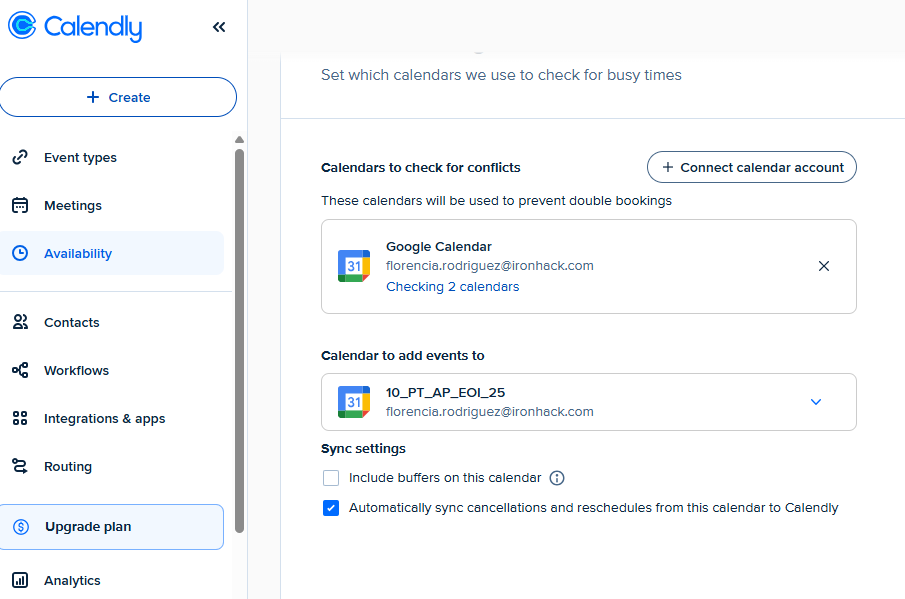 Calendly
«
+ Create
Event types
Meetings
Availability
Contacts
Workflows
Integrations & apps
Routing
Upgrade plan
Analytics
Set which calendars we use to check for busy times
Calendars to check for conflicts
+ Connect calendar account
These calendars will be used to prevent double bookings
31
Google Calendar
florencia.rodriguez@ironhack.com
Checking 2 calendars
Calendar to add events to
31
10_PT_AP_EOI_25
florencia.rodriguez@ironhack.com
Sync settings
Include buffers on this calendar
Automatically sync cancellations and reschedules from this calendar to Calendly